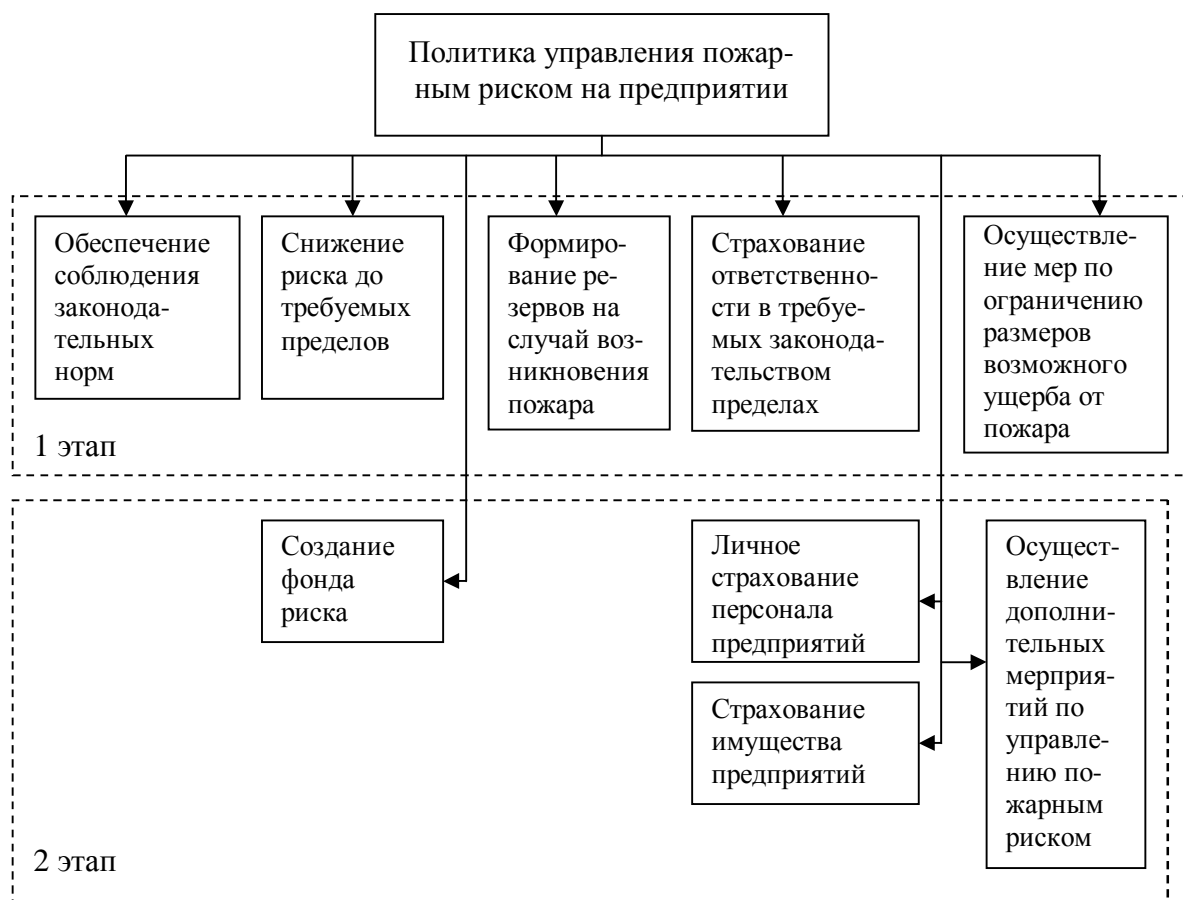 Политика управления пожар-
ным риском на предприятии
Обеспечение
соблюдения
законода-
тельных
норм
Снижение
риска до
требуемых
пределов
Формиро-
вание ре-
зервов на
случай воз-
никновения
пожара
Страхование
ответственно-
сти в требуе-
мых законода-
тельством
пределах
Осуществле-
ние мер по
ограничению
размеров
возможного
ущерба от
пожара
1 этап
Создание
фонда
риска
Личное
страхование
персонала
предприятий
Страхование
имущества
предприятий
Осущест-
вление
дополни-
тельных
мерприя-
тий по
управле-
нию по-
жарным
риском
2 этап